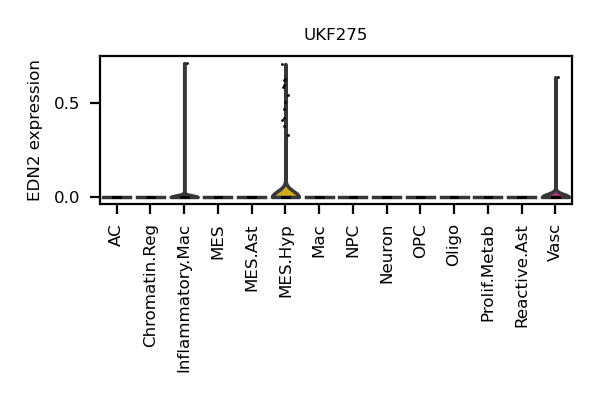 UKF275
EDN2 expression
0.5
0.0
AC
Chromatin.Reg
Inflammatory.Mac
MES
MES.Ast
MES.Hyp
Mac
NPC
Neuron
OPC
Oligo
Prolif.Metab
Reactive.Ast
Vasc